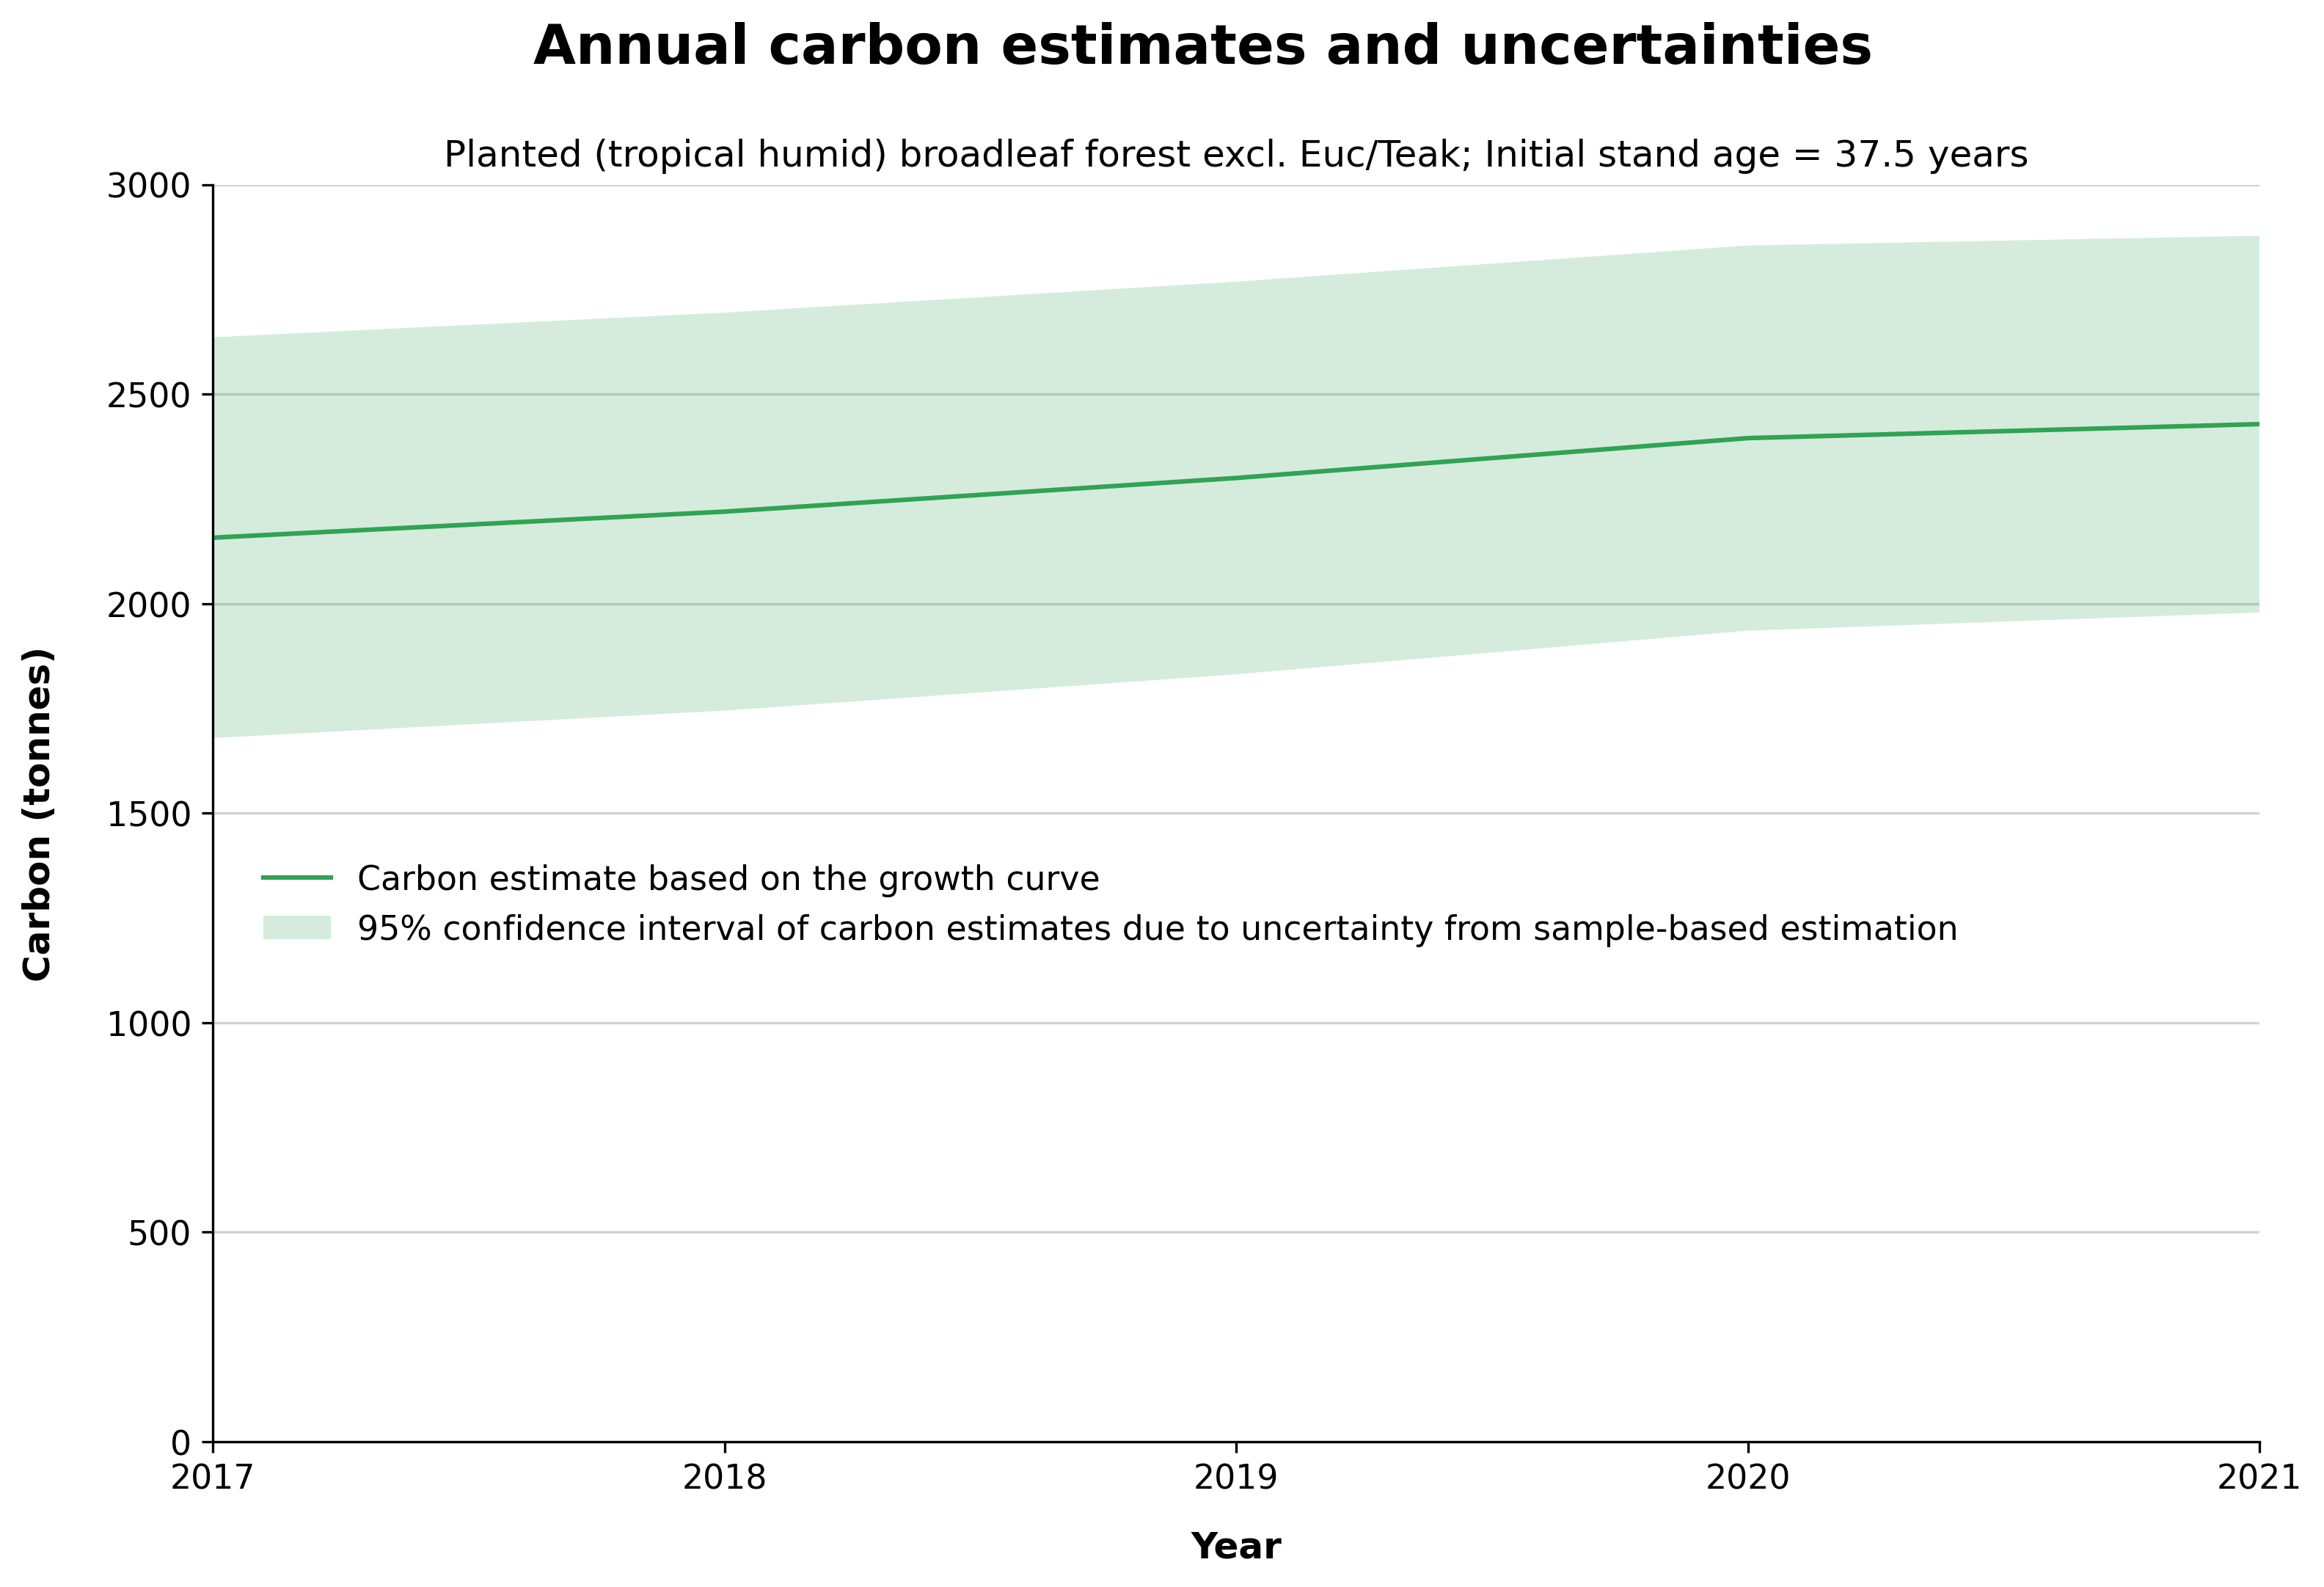 Annual carbon estimates and uncertainties
Planted (tropical humid) broadleaf forest excl. Euc/Teak; Initial stand age = 37.5 years
3000
2500
2000
1500
1000
500
0
Carbon (tonnes)
Carbon estimate based on the growth curve
95% confidence interval of carbon estimates due to uncertainty from sample-based estimation
2017 2018 2019 2020 2021
Year